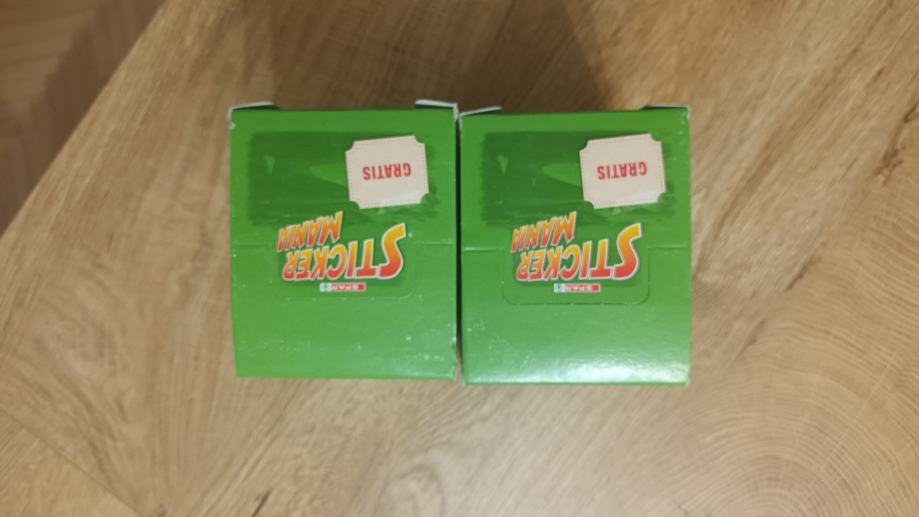 SPAR
STICKER
MANIA
GRATIS
SPAR
STICKER
MANIA
GRATIS